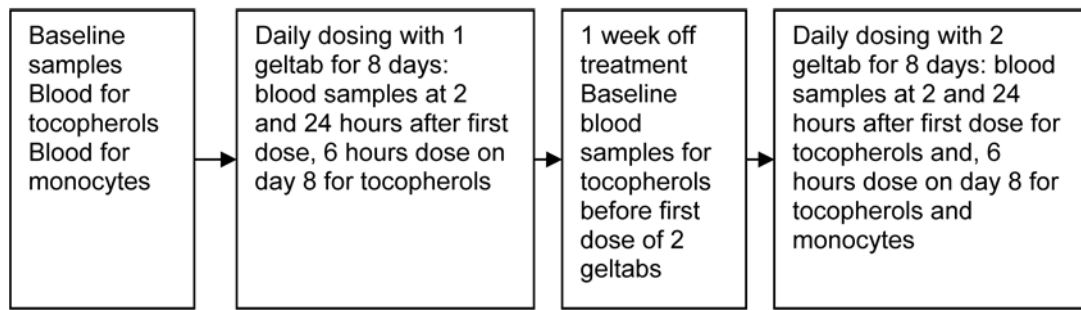 Baseline
samples
Blood for
tocopherols
Blood for
monocytes
Daily dosing with 1
geltab for 8 days:
blood samples at 2
and 24 hours after first
dose, 6 hours dose on
day 8 for tocopherols
1 week off
treatment
Baseline
blood
samples for
tocopherols
before first
dose of 2
geltabs
Daily dosing with 2
geltab for 8 days: blood
samples at 2 and 24
hours after first dose for
tocopherols and, 6
hours dose on day 8 for
tocopherols and
monocytes